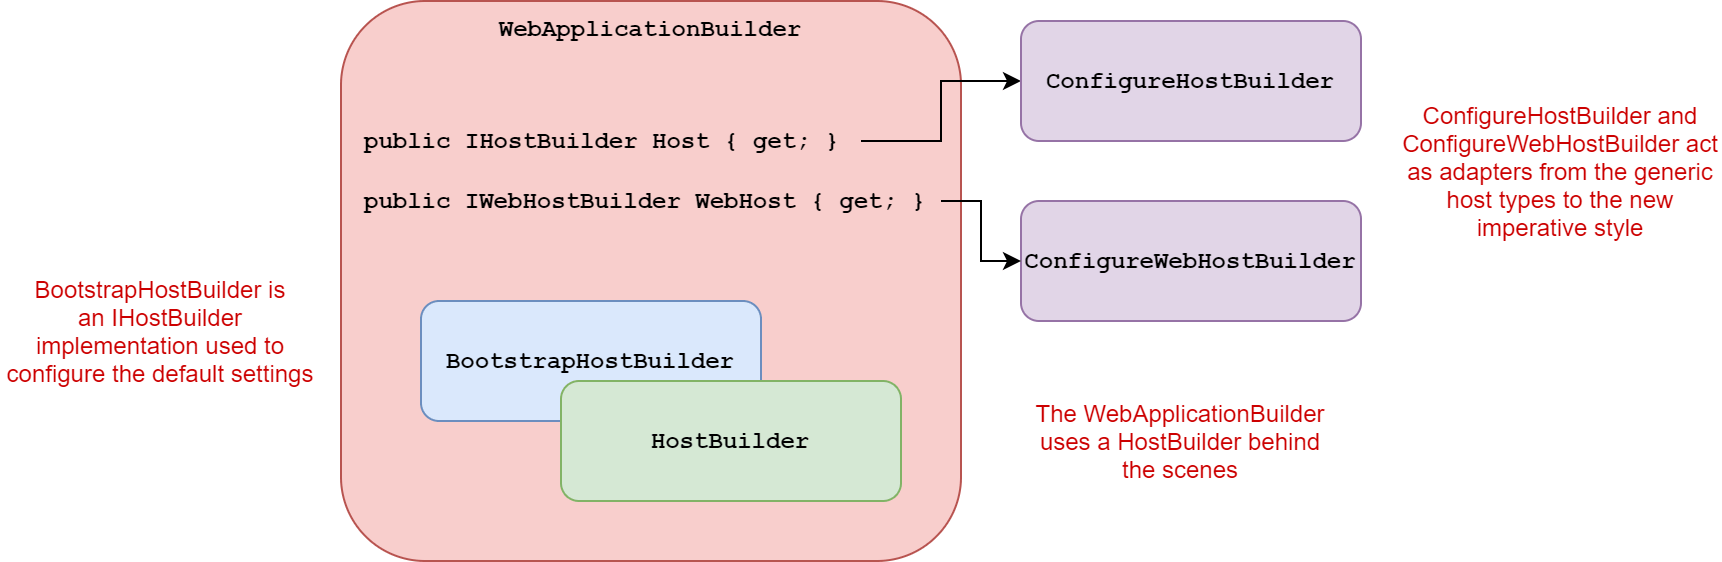 WebApplicationBuilder
public IHostBuilder Host { get; }
public IWebHostBuilder WebHost { get; }
ConfigureHostBuilder
ConfigureWebHostBuilder
ConfigureHostBuilder and
ConfigureWebHostBuilder act
as adapters from the generic
host types to the new
imperative style
BootstrapHostBuilder is
an IHostBuilder
implementation used to
configure the default settings
BootstrapHostBuilder
HostBuilder
The WebApplicationBuilder
uses a HostBuilder behind
the scenes